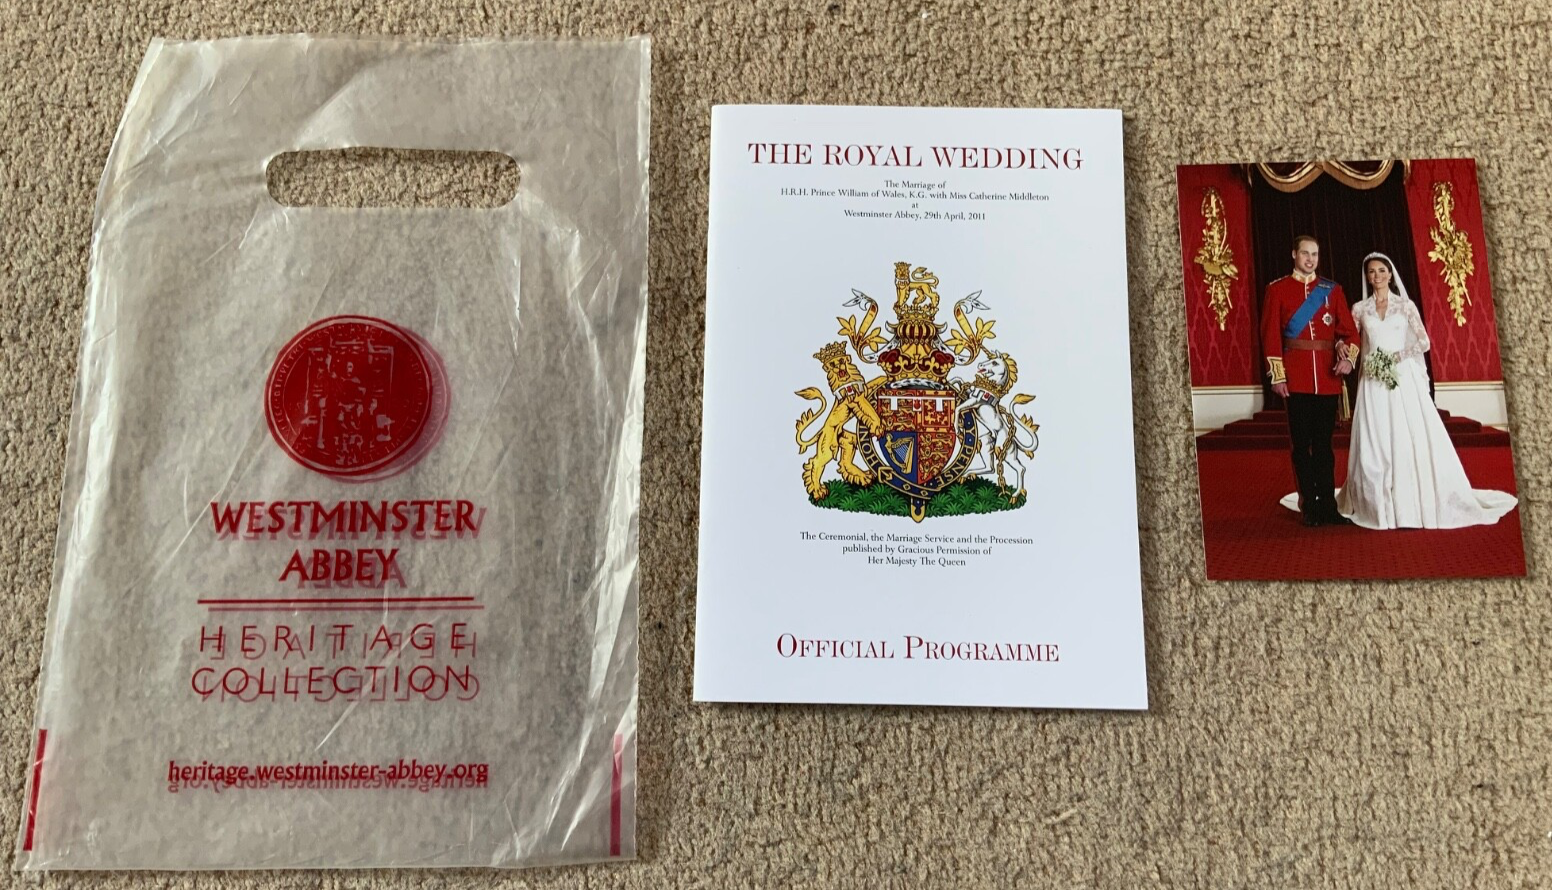 WESTMINSTER
ABBEY
HERITAGE
COLLECTION
heritage.westminster-abbey.org
THE ROYAL WEDDING
The Marriage of
H.R.H. Prince William of Wales, K.G. with Miss Catherine Middleton
at
Westminster Abbey, 29th April, 2011
HONI
PENSE
The Ceremonial, the Marriage Service and the Procession
published by Gracious Permission of
Her Majesty The Queen
OFFICIAL PROGRAMME